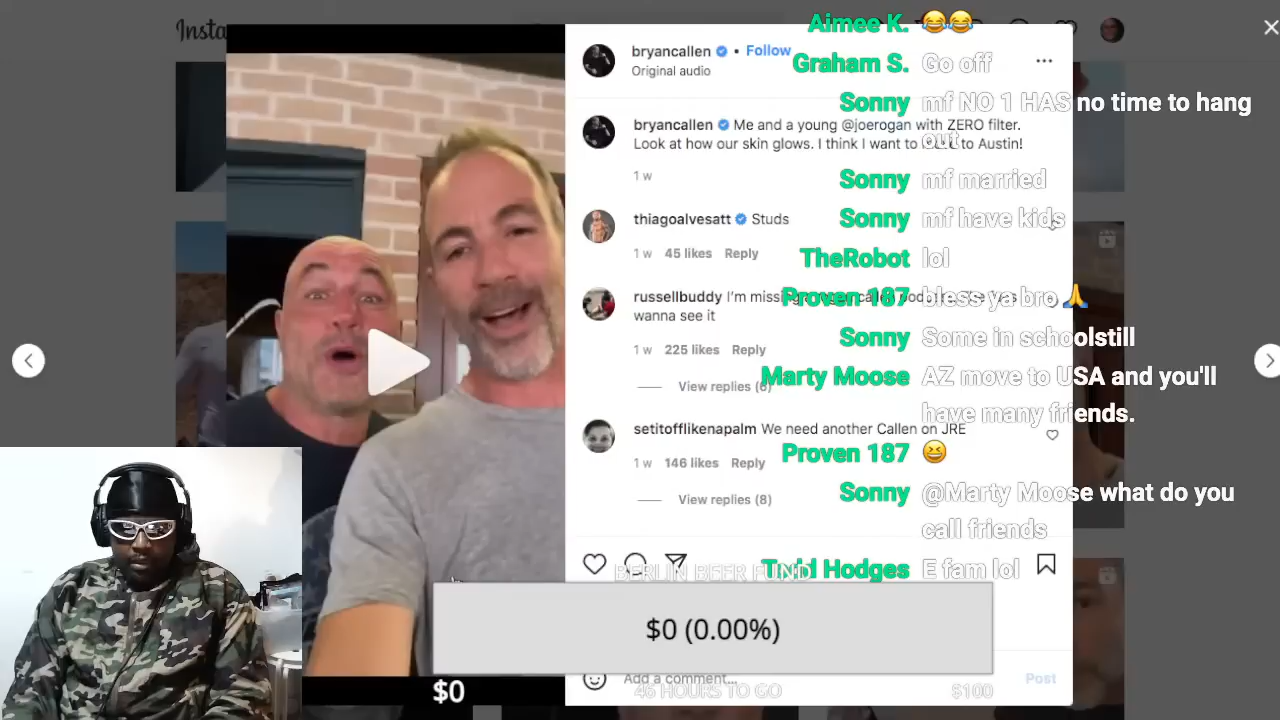 Insta
bryancallen • Follow
Original audio
bryancallen Me and a young @joerogan with ZERO filter.
Look at how our skin glows. I think I want to to Austin!
1 w
thiagoalvesatt Studs
1 w 45 likes Reply
russellbuddy I'm
wanna see it
1 w 225 likes Reply
View replies (6)
setitofflikenapalm We need another Callen on JRE
1 w 146 likes Reply
View replies (8)
Add a comment...
Post
Aimee K. 😂😂
Graham S. Go off
Sonny mf NO 1 HAS no time to hang
out
Sonny mf married
Sonny mf have kids
TheRobot lol
Proven 187 bless ya bro🙏
Sonny Some in schoolstill
Marty Moose AZ move to USA and you'll
have many friends.
Proven 187 😆
Sonny @Marty Moose what do you
call friends
Todd Hodges E fam lol
BERLIN BEER FUND
$0 (0.00%)
$0
46 HOURS TO GO
$100